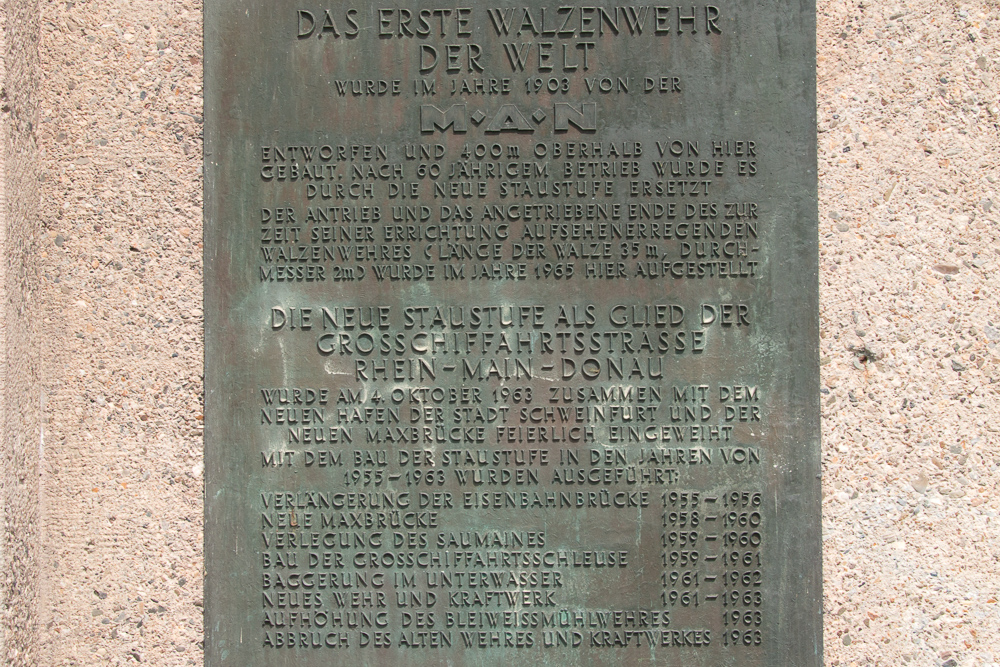 DAS ERSTE WALZENWEHR
DER WELT
WURDE IM JAHRE 1903 VON DER
M·A·N
ENTWORFEN UND 400m OBERHALB VON HIER
GEBAUT. NACH 60 JÄHRIGEM BETRIEB WURDE ES
DURCH DIE NEUE STAUSTUFE ERSETZT
DER ANTRIEB UND DAS ANGETRIEBENE ENDE DES ZUR
ZEIT SEINER ERRICHTUNG AUFSEHENERREGENDEN
WALZENWEHRES (LÄNGE DER WALZE 35 m, DURCH-
MESSER 2m) WURDE IM JAHRE 1965 HIER AUFGESTELLT
DIE NEUE STAUSTUFE ALS GLIED DER
GROSSCHIFFAHRTSSTRASSE
RHEIN-MAIN-DONAU
WURDE AM 4. OKTOBER 1963 ZUSAMMEN MIT DEM
NEUEN HAFEN DER STADT SCHWEINFURT UND DER
NEUEN MAXBRÜCKE FEIERLICH EINGEWEIHT
MIT DEM BAU DER STAUSTUFE IN DEN JAHREN VON
1955-1963 WURDEN AUSGEFÜHRT:
VERLÄNGERUNG DER EISENBAHNBRÜCKE 1955-1956
NEUE MAXBRÜCKE 1958-1960
VERLEGUNG DES SAUMAINES 1959-1960
BAU DER GROSSCHIFFAHRTSSCHLEUSE 1959-1961
BAGGERUNG IM UNTERWASSER 1961-1962
NEUES WEHR UND KRAFTWERK 1961-1963
AUFHÖHUNG DES BLEIWEISSMÜHLWEHRES 1963
ABBRUCH DES ALTEN WEHRES UND KRAFTWERKES 1963